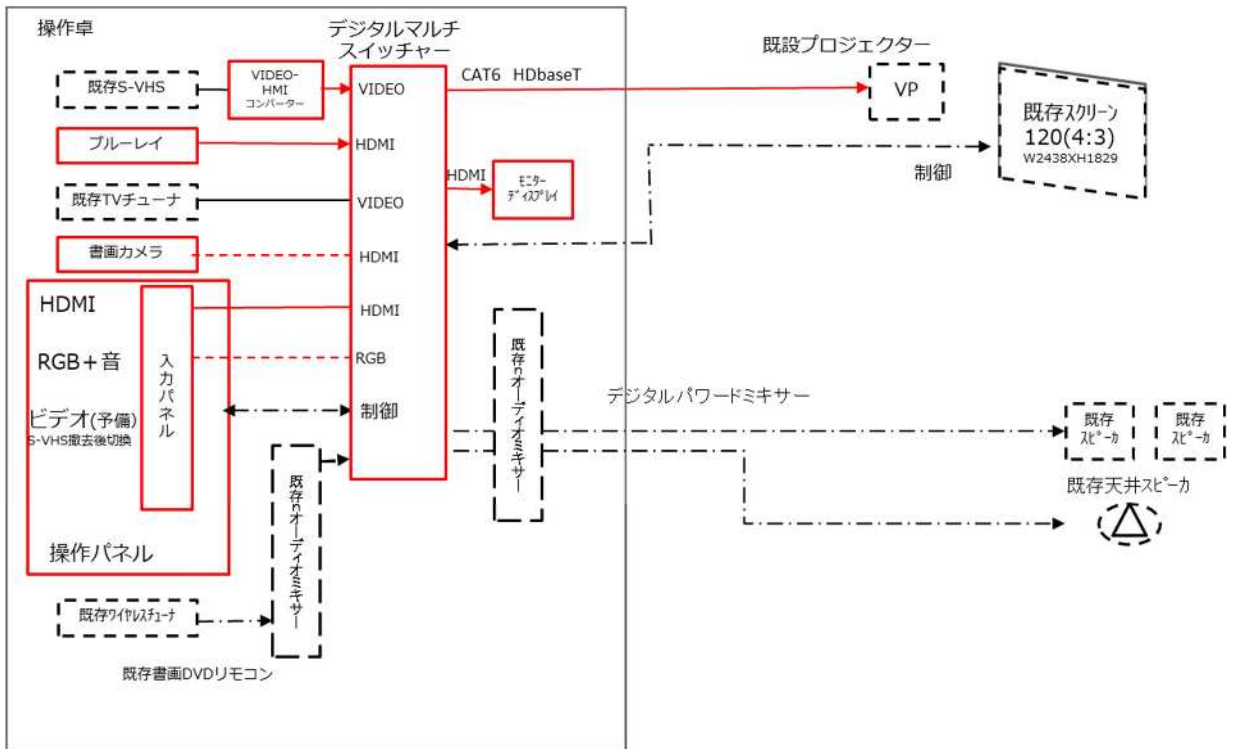 操作卓
デジタルマルチ
スイッチャー
既設プロジェクター
既存S-VHS
VIDEO-
HMI
コンバーター
VIDEO
CAT6 HDbaseT
VP
既存スクリーン
120(4:3)
W2438XH1829
ブルーレイ
HDMI
制御
HDMI
モニター
ディスプレイ
既存TVチューナ
VIDEO
書画カメラ
HDMI
HDMI
入力パネル
HDMI
RGB+音
RGB
ビデオ(予備)
S-VHS撤去後切換
制御
操作パネル
既存cオーディオミキサー
デジタルパワードミキサー
既存
スピーカ
既存
スピーカ
既存天井スピーカ
既存cオーディオミキサー
既存ワイヤレスチューナ
既存書画DVDリモコン